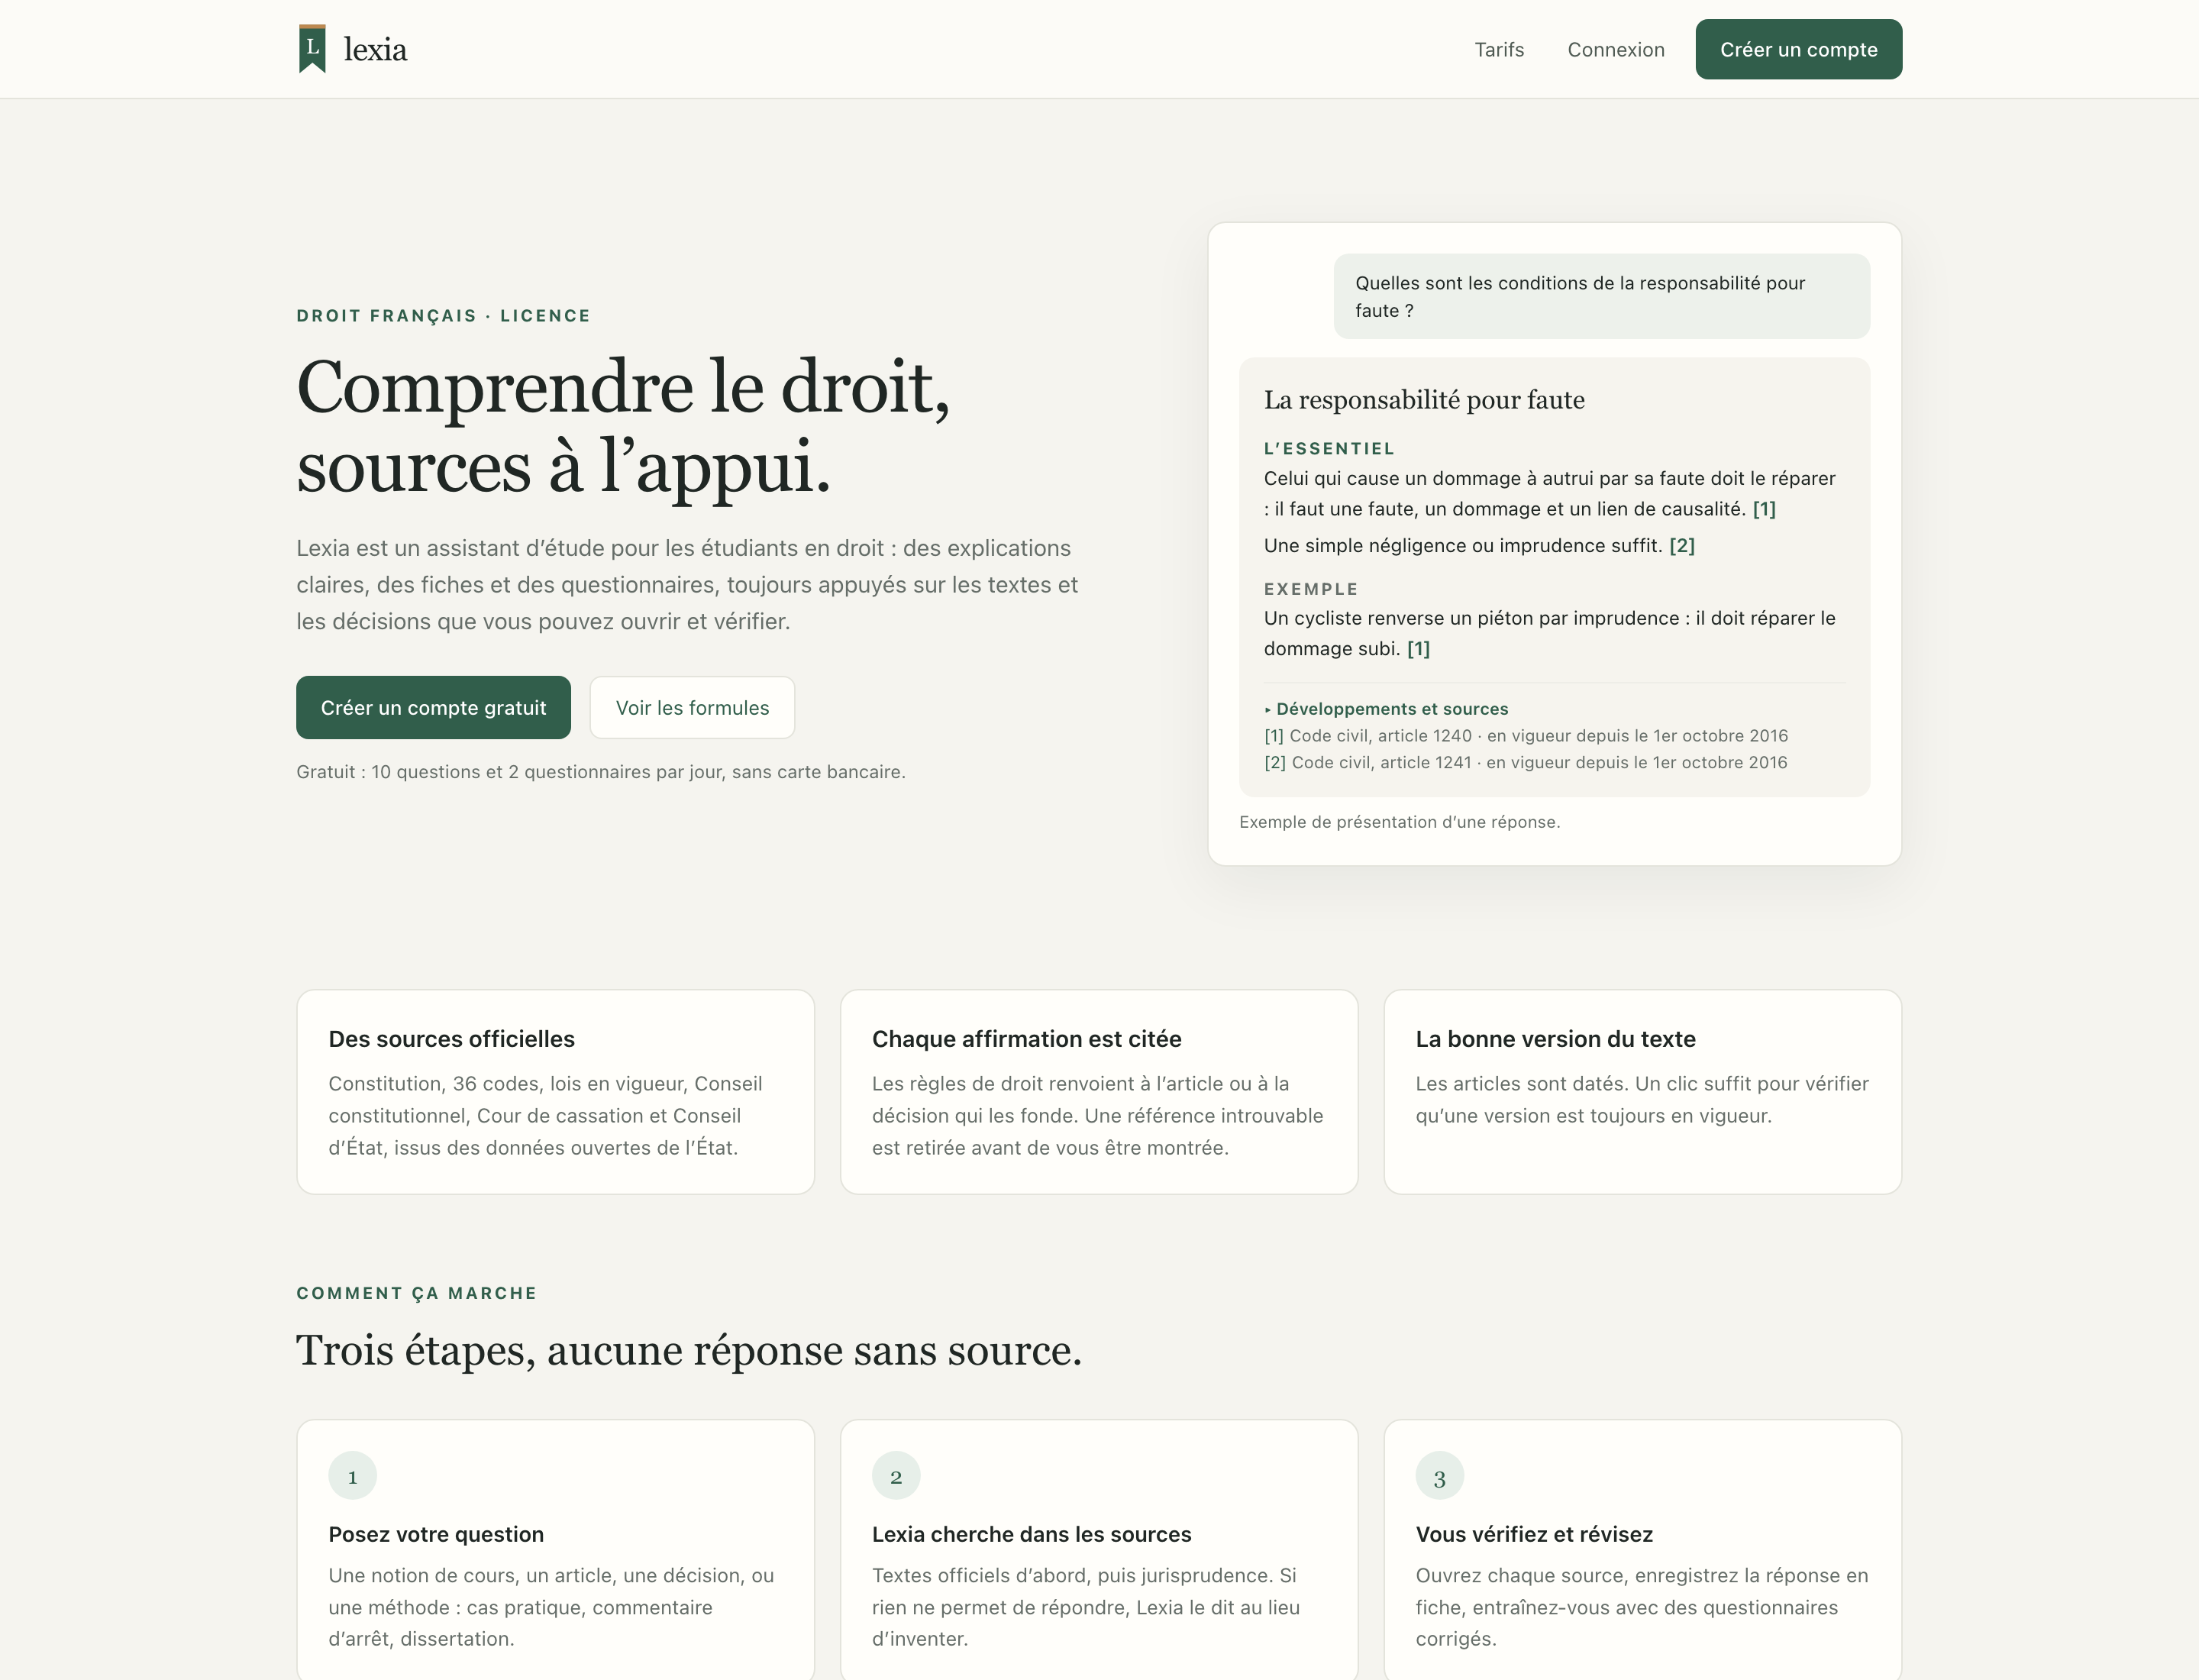 L lexia
Tarifs
Connexion
Créer un compte
DROIT FRANÇAIS · LICENCE
Comprendre le droit,
sources à l’appui.
Lexia est un assistant d’étude pour les étudiants en droit : des explications
claires, des fiches et des questionnaires, toujours appuyés sur les textes et
les décisions que vous pouvez ouvrir et vérifier.
Créer un compte gratuit
Voir les formules
Gratuit : 10 questions et 2 questionnaires par jour, sans carte bancaire.
Quelles sont les conditions de la responsabilité pour
faute ?
La responsabilité pour faute
L’ESSENTIEL
Celui qui cause un dommage à autrui par sa faute doit le réparer
: il faut une faute, un dommage et un lien de causalité. [1]
Une simple négligence ou imprudence suffit. [2]
EXEMPLE
Un cycliste renverse un piéton par imprudence : il doit réparer le
dommage subi. [1]
▸ Développements et sources
[1] Code civil, article 1240 · en vigueur depuis le 1er octobre 2016
[2] Code civil, article 1241 · en vigueur depuis le 1er octobre 2016
Exemple de présentation d’une réponse.
Des sources officielles
Constitution, 36 codes, lois en vigueur, Conseil
constitutionnel, Cour de cassation et Conseil
d’État, issus des données ouvertes de l’État.
Chaque affirmation est citée
Les règles de droit renvoient à l’article ou à la
décision qui les fonde. Une référence introuvable
est retirée avant de vous être montrée.
La bonne version du texte
Les articles sont datés. Un clic suffit pour vérifier
qu’une version est toujours en vigueur.
COMMENT ÇA MARCHE
Trois étapes, aucune réponse sans source.
1
Posez votre question
Une notion de cours, un article, une décision, ou
une méthode : cas pratique, commentaire
d’arrêt, dissertation.
2
Lexia cherche dans les sources
Textes officiels d’abord, puis jurisprudence. Si
rien ne permet de répondre, Lexia le dit au lieu
d’inventer.
3
Vous vérifiez et révisez
Ouvrez chaque source, enregistrez la réponse en
fiche, entraînez-vous avec des questionnaires
corrigés.